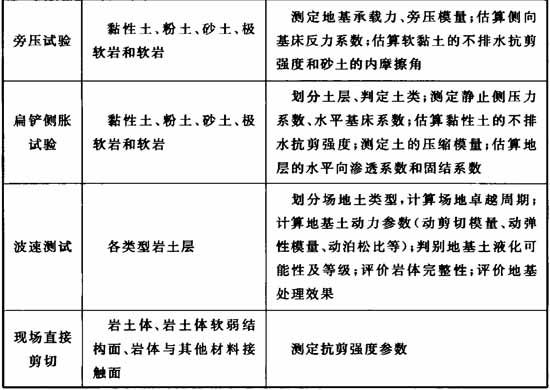 旁压试验
黏性土、粉土、砂土、极
软岩和软岩
测定地基承载力、旁压模量;估算侧向
基床反力系数;估算软黏土的不排水抗剪
强度和砂土的内摩擦角
扁铲侧胀
试验
黏性土、粉土、砂土、极
软岩和软岩
划分土层、判定土类;测定静止侧压力
系数、水平基床系数;估算黏性土的不排
水抗剪强度;测定土的压缩模量;估算地
层的水平向渗透系数和固结系数
波速测试
各类型岩土层
划分场地土类型,计算场地卓越周期;
计算地基土动力参数(动剪切模量、动弹
性模量、动泊松比等);判别地基土液化可
能性及等级;评价岩体完整性;评价地基
处理效果
现场直接
剪切
岩土体、岩土体软弱结
构面、岩体与其他材料接
触面
测定抗剪强度参数